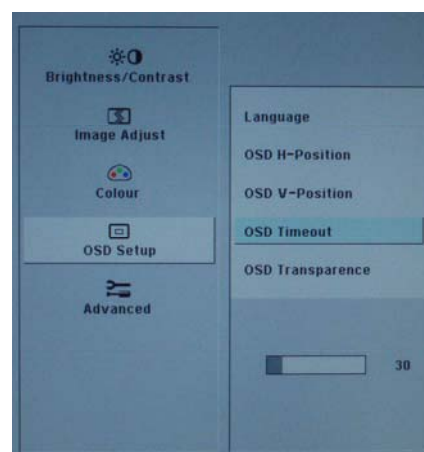 Brightness/Contrast
Image Adjust
Colour
OSD Setup
Advanced
Language
OSD H-Position
OSD V-Position
OSD Timeout
OSD Transparence
30